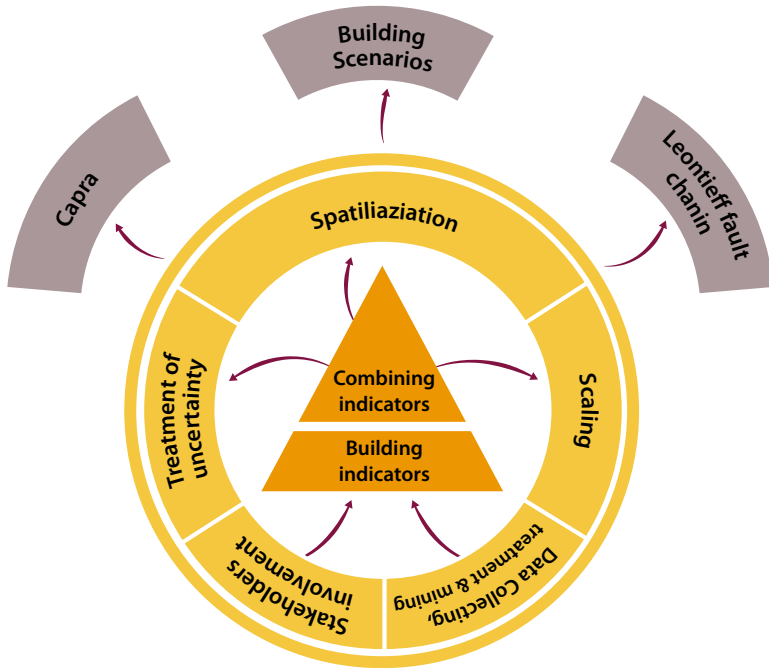 Building
Scenarios
Capra
Leontieff fault
chanin
Spatiliaziation
Treatment of
uncertainty
Scaling
Combining
indicators
Building
indicators
Stakeholders
involvement
Data Collecting,
treatment & mining